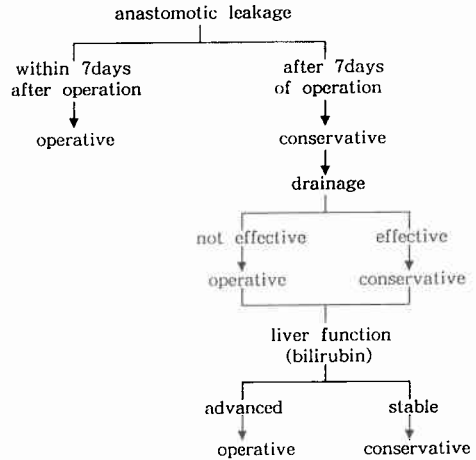 anastomotic leakage
within 7days
after operation
after 7days
of operation
operative
conservative
drainage
not effective
effective
operative
conservative
liver function
(bilirubin)
advanced
stable
operative
conservative